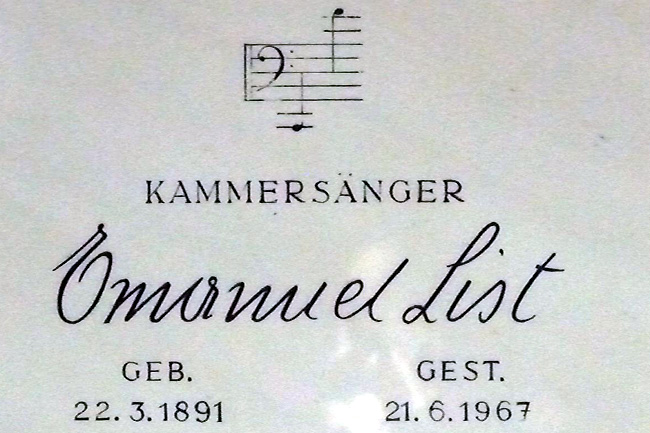 KAMMERSÄNGER
Emanuel List
GEB. GEST.
22.3.1891 21.6.1967